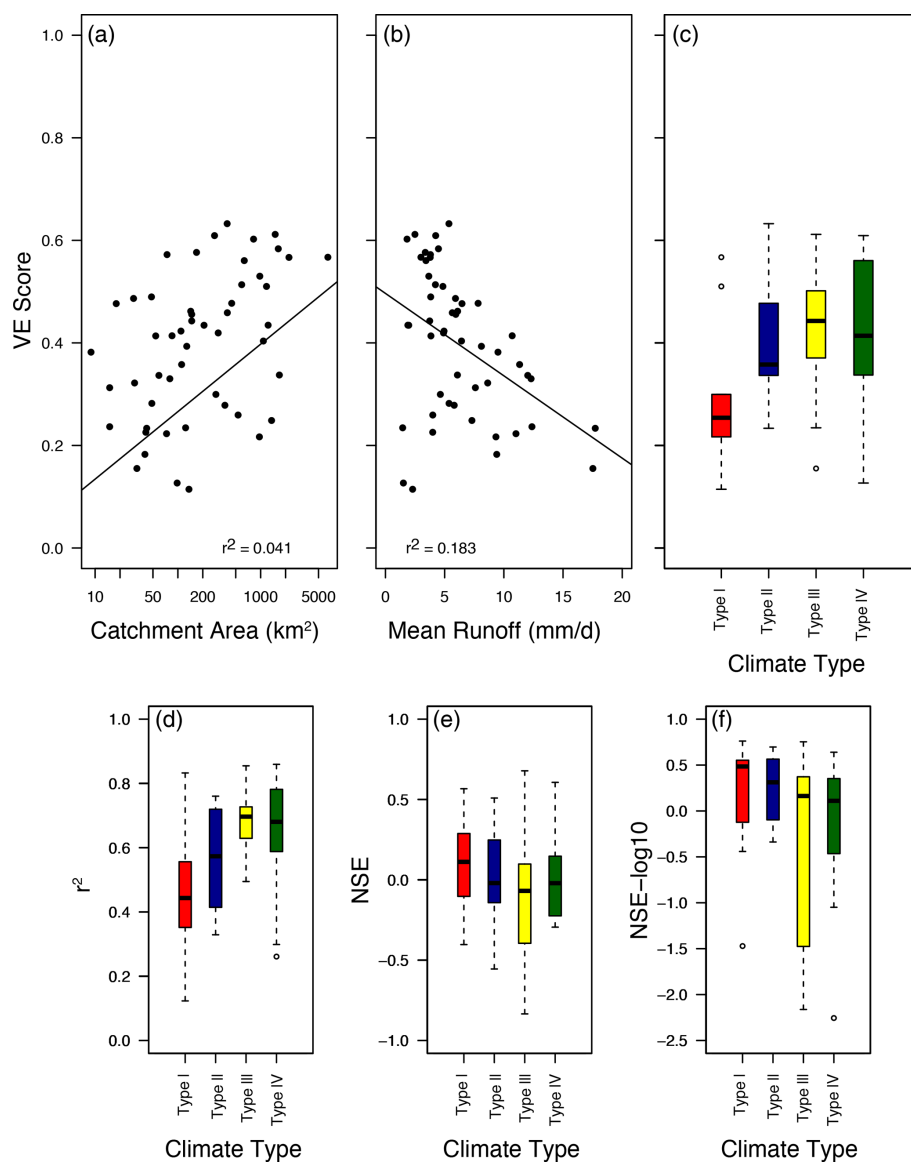 (a)
VE Score
1.0
0.8
0.6
0.4
0.2
0.0
r² = 0.041
10 50 200 1000 5000
Catchment Area (km²)
(b)
r² = 0.183
0 5 10 15 20
Mean Runoff (mm/d)
(c)
Type I
Type II
Type III
Type IV
Climate Type
(d)
r²
1.0
0.8
0.6
0.4
0.2
0.0
Type I
Type II
Type III
Type IV
Climate Type
(e)
NSE
1.0
0.5
0.0
−0.5
−1.0
Type I
Type II
Type III
Type IV
Climate Type
(f)
NSE−log10
1.0
0.5
0.0
−0.5
−1.0
−1.5
−2.0
−2.5
Type I
Type II
Type III
Type IV
Climate Type